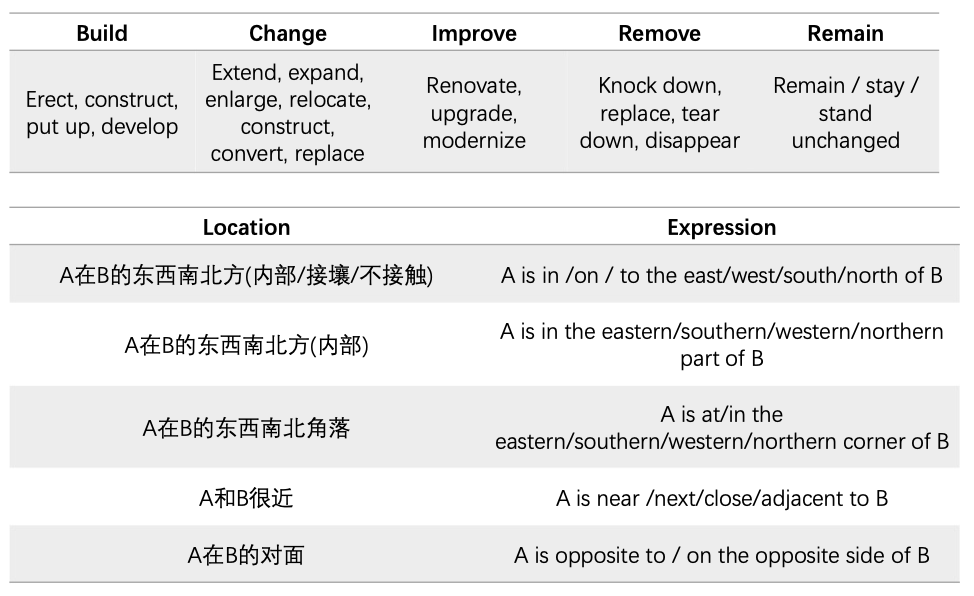 Build Change Improve Remove Remain
Erect, construct, put up, develop
Extend, expand, enlarge, relocate, construct, convert, replace
Renovate, upgrade, modernize
Knock down, replace, tear down, disappear
Remain / stay / stand unchanged
Location Expression
A在B的东西南北方(内部/接壤/不接触) A is in /on / to the east/west/south/north of B
A在B的东西南北方(内部) A is in the eastern/southern/western/northern part of B
A在B的东西南北角落 A is at/in the eastern/southern/western/northern corner of B
A和B很近 A is near /next/close/adjacent to B
A在B的对面 A is opposite to / on the opposite side of B